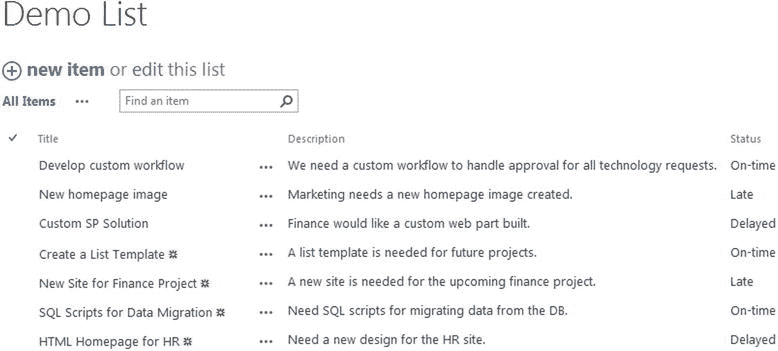 Demo List
new item or edit this list
All Items ... Find an item
Title Description Status
Develop custom workflow ... We need a custom workflow to handle approval for all technology requests. On-time
New homepage image ... Marketing needs a new homepage image created. Late
Custom SP Solution ... Finance would like a custom web part built. Delayed
Create a List Template ... A list template is needed for future projects. On-time
New Site for Finance Project ... A new site is needed for the upcoming finance project. Late
SQL Scripts for Data Migration ... Need SQL scripts for migrating data from the DB. On-time
HTML Homepage for HR ... Need a new design for the HR site. Delayed